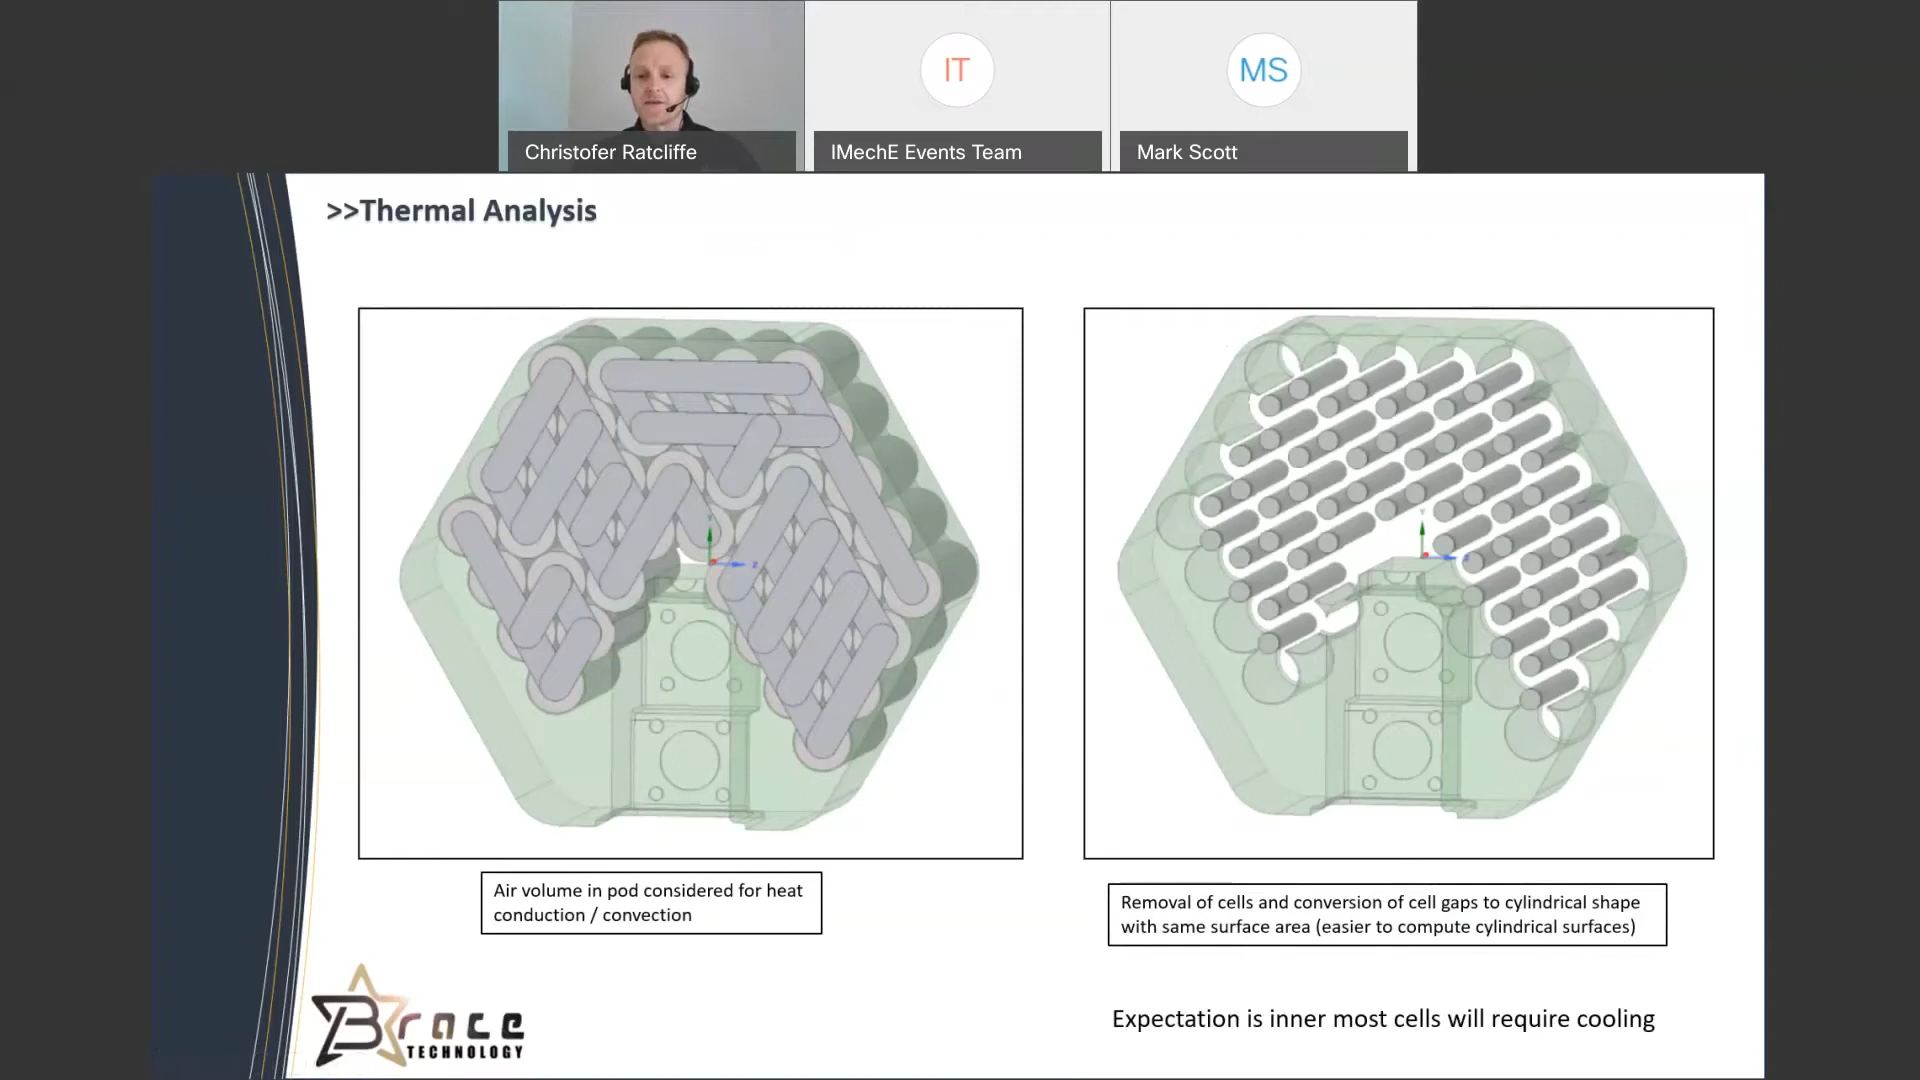 IT
MS
Christofer Ratcliffe
IMechE Events Team
Mark Scott
>>Thermal Analysis
Air volume in pod considered for heat
conduction / convection
Removal of cells and conversion of cell gaps to cylindrical shape
with same surface area (easier to compute cylindrical surfaces)
Expectation is inner most cells will require cooling
Brace
TECHNOLOGY